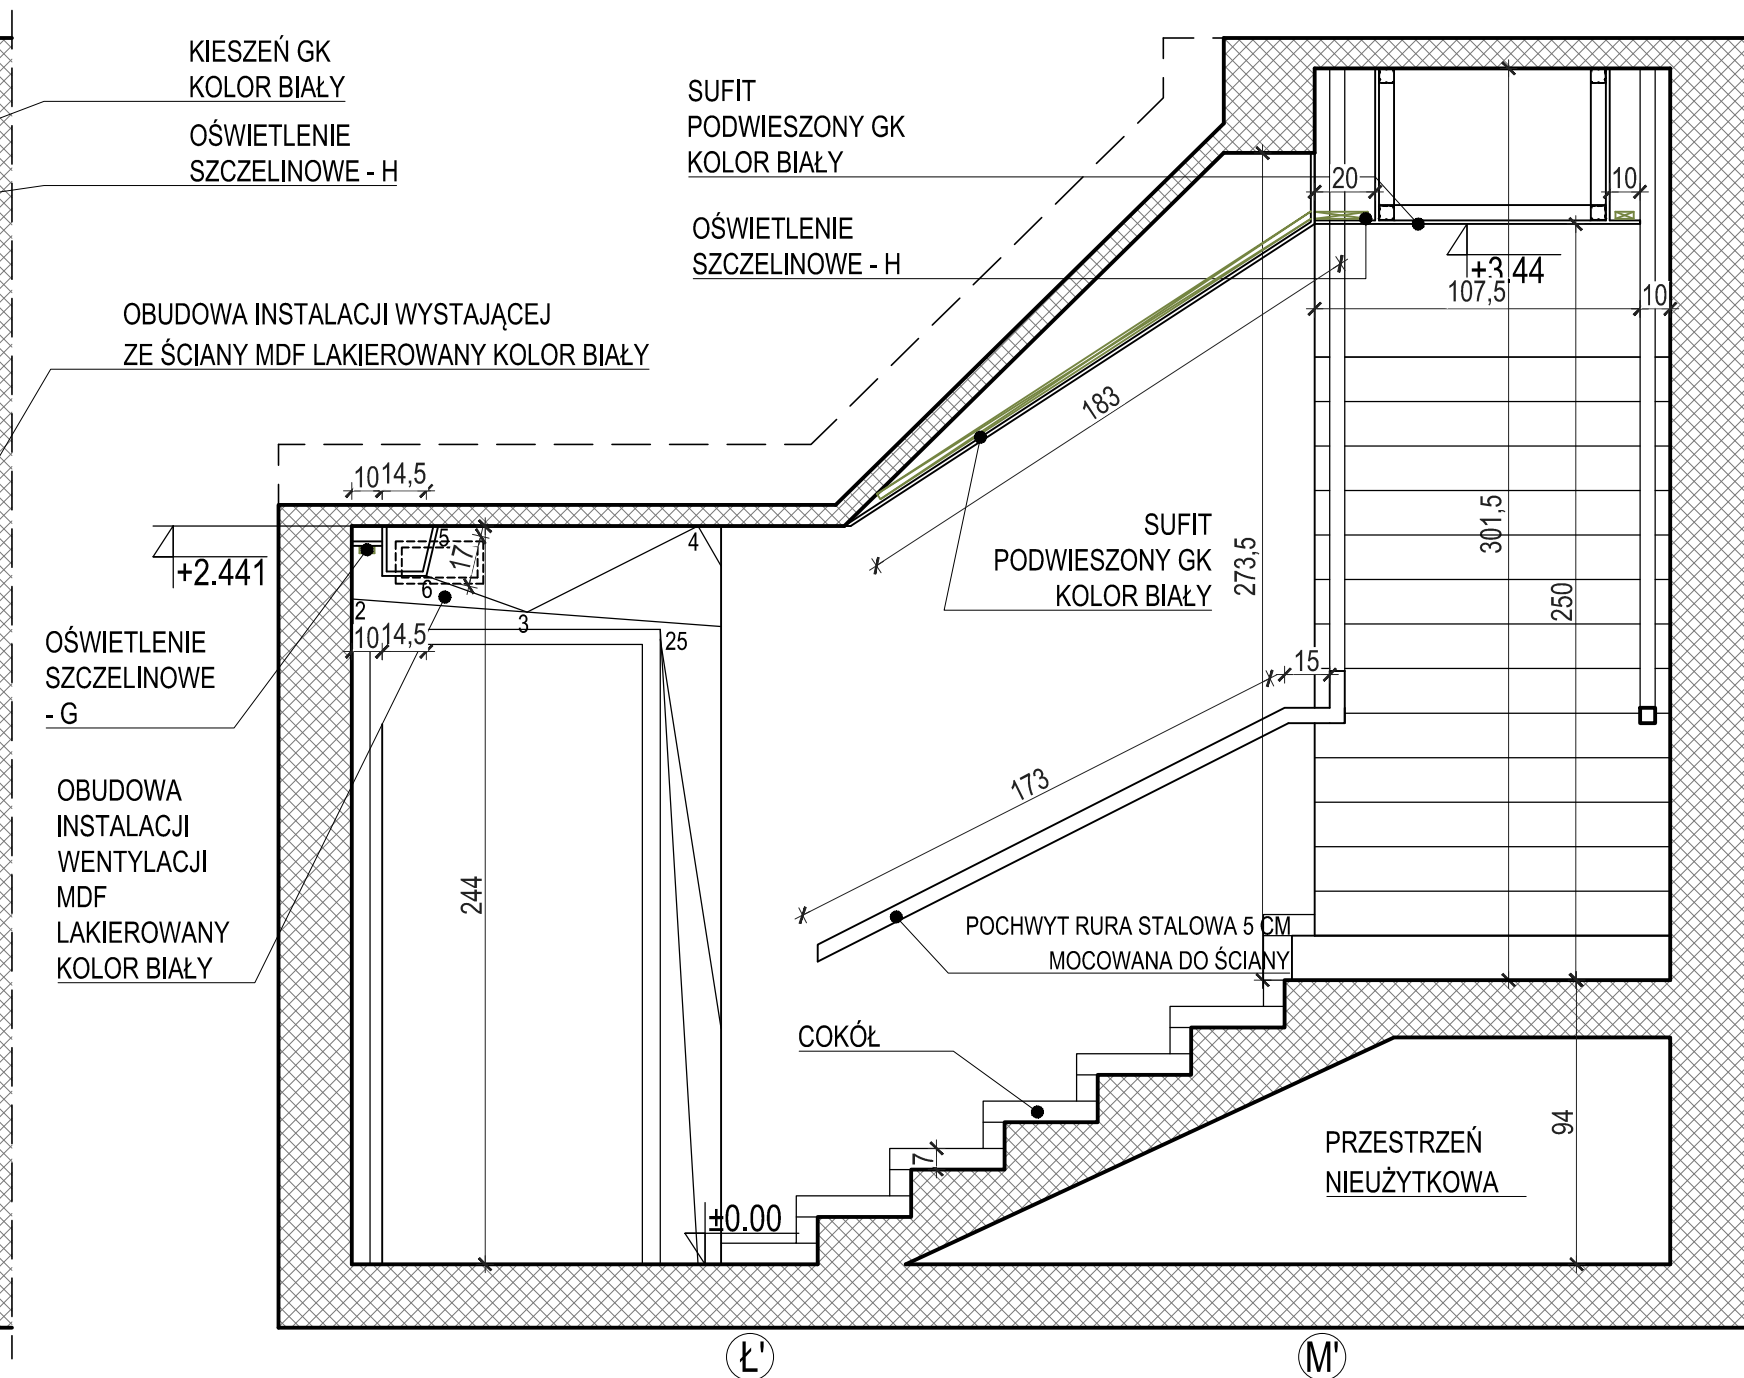 KIESZEŃ GK
KOLOR BIAŁY
OŚWIETLENIE
SZCZELINOWE - H
SUFIT
PODWIESZONY GK
KOLOR BIAŁY
OŚWIETLENIE
SZCZELINOWE - H
20
10
+3.44
107,5
10
OBUDOWA INSTALACJI WYSTAJĄCEJ
ZE ŚCIANY MDF LAKIEROWANY KOLOR BIAŁY
183
10
14,5
5
4
17
+2.441
6
2
3
10
14,5
25
SUFIT
PODWIESZONY GK
KOLOR BIAŁY
273,5
301,5
250
15
OŚWIETLENIE
SZCZELINOWE
- G
173
OBUDOWA
INSTALACJI
WENTYLACJI
MDF
LAKIEROWANY
KOLOR BIAŁY
244
POCHWYT RURA STALOWA 5 CM
MOCOWANA DO ŚCIANY
COKÓŁ
7
94
PRZESTRZEŃ
NIEUŻYTKOWA
±0.00
Ł'
M'